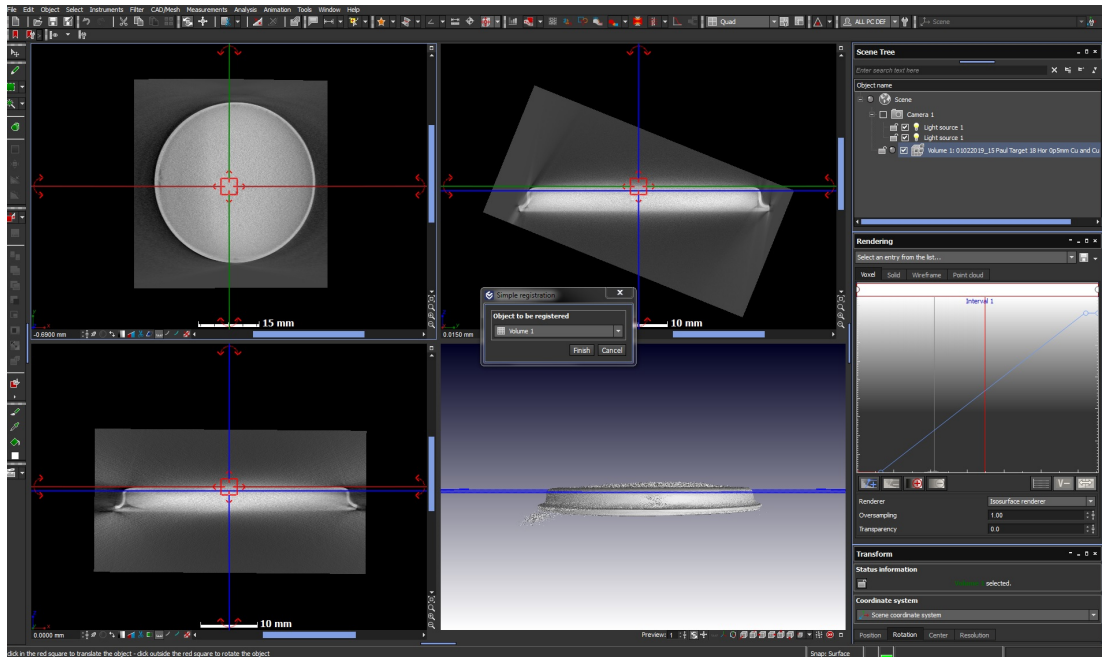 File Edit Object Select Instruments Filter CAD/Mesh Measurements Analysis Animation Tools Window Help
Quad
ALL PC DEF
Scene
Scene Tree
Enter search text here
Object name
Scene
Camera 1
Light source 1
Light source 1
Volume 1: 01022019_15 Paul Target 18 Hor 0p5mm Cu and Cu
Rendering
Select an entry from the list...
Voxel Solid Wireframe Point cloud
Interval 1
Simple registration
Object to be registered
Volume 1
Finish Cancel
15 mm
-0.6900 mm
10 mm
0.0150 mm
Renderer Isosurface renderer
Oversampling 1.00
Transparency 0.0
Transform
Status information
selected.
Coordinate system
Scene coordinate system
10 mm
0.0000 mm
Preview: 1
Position Rotation Center Resolution
click in the red square to translate the object - click outside the red square to rotate the object
Snap: Surface